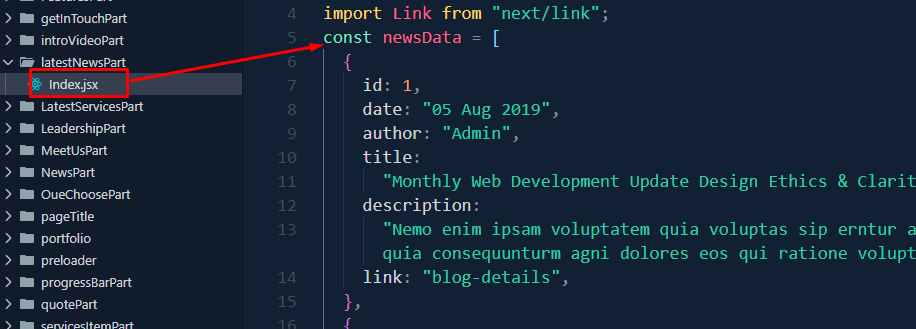 getInTouchPart
introVideoPart
latestNewsPart
Index.jsx
LatestServicesPart
LeadershipPart
MeetUsPart
NewsPart
OueChoosePart
pageTitle
portfolio
preloader
progressBarPart
quotePart
servicesItemPart
4 import Link from "next/link";
5 const newsData = [
6 {
7 id: 1,
8 date: "05 Aug 2019",
9 author: "Admin",
10 title:
11 "Monthly Web Development Update Design Ethics & Clarit
12 description:
13 "Nemo enim ipsam voluptatem quia voluptas sip erntur a
quia consequunturm agni dolores eos qui ratione volupt
14 link: "blog-details",
15 },
16 {